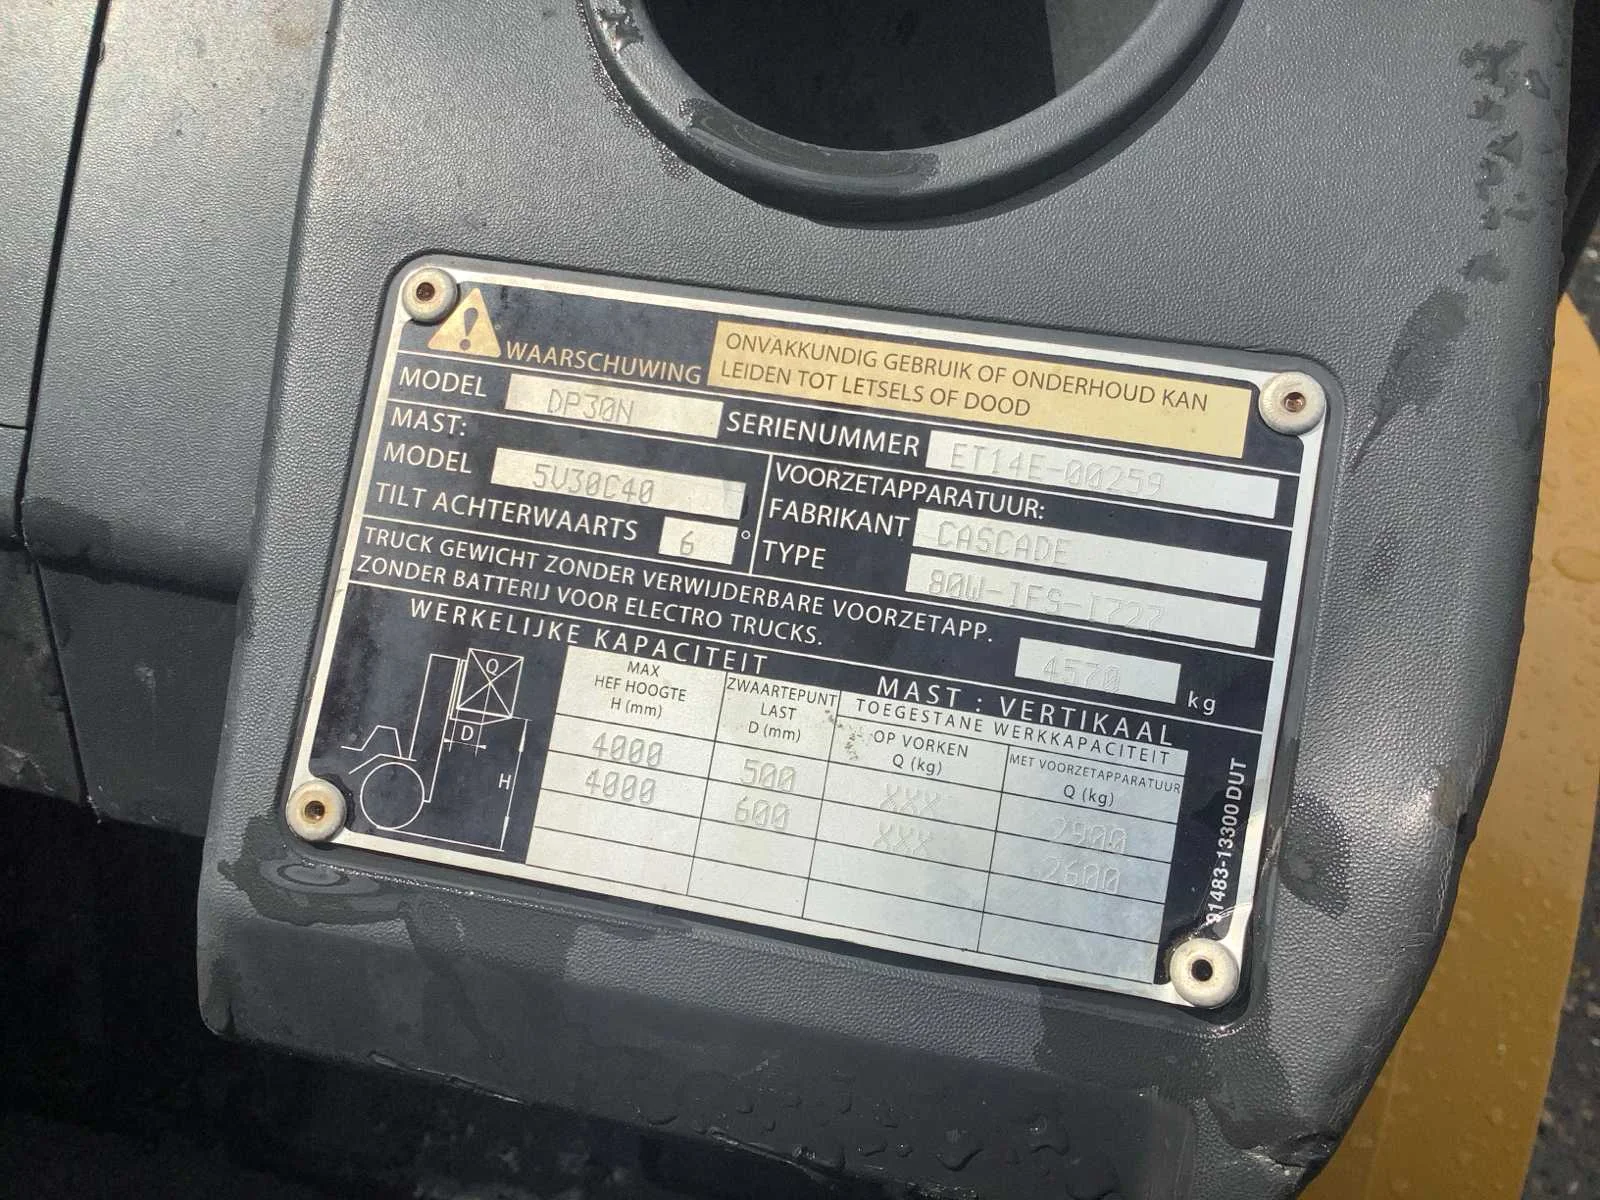 WAARSCHUWING
ONVAKKUNDIG GEBRUIK OF ONDERHOUD KAN
LEIDEN TOT LETSELS OF DOOD
MODEL DP30N SERIENUMMER ET14E-00259
MAST:
MODEL 5V30C40
TILT ACHTERWAARTS 6 °
VOORZETAPPARATUUR:
FABRIKANT CASCADE
TYPE
TRUCK GEWICHT ZONDER VERWIJDERBARE VOORZETAPP.
ZONDER BATTERIJ VOOR ELECTRO TRUCKS.
4570 kg
WERKELIJKE KAPACITEIT MAST : VERTIKAAL
Q
D
H
MAX
HEF HOOGTE
H (mm)
ZWAARTEPUNT
LAST
D (mm)
TOEGESTANE WERKKAPACITEIT
OP VORKEN
Q (kg)
MET VOORZETAPPARATUUR
Q (kg)
4000 500 XXX 2900
4000 600 XXX 2600
91483-13300 DUT